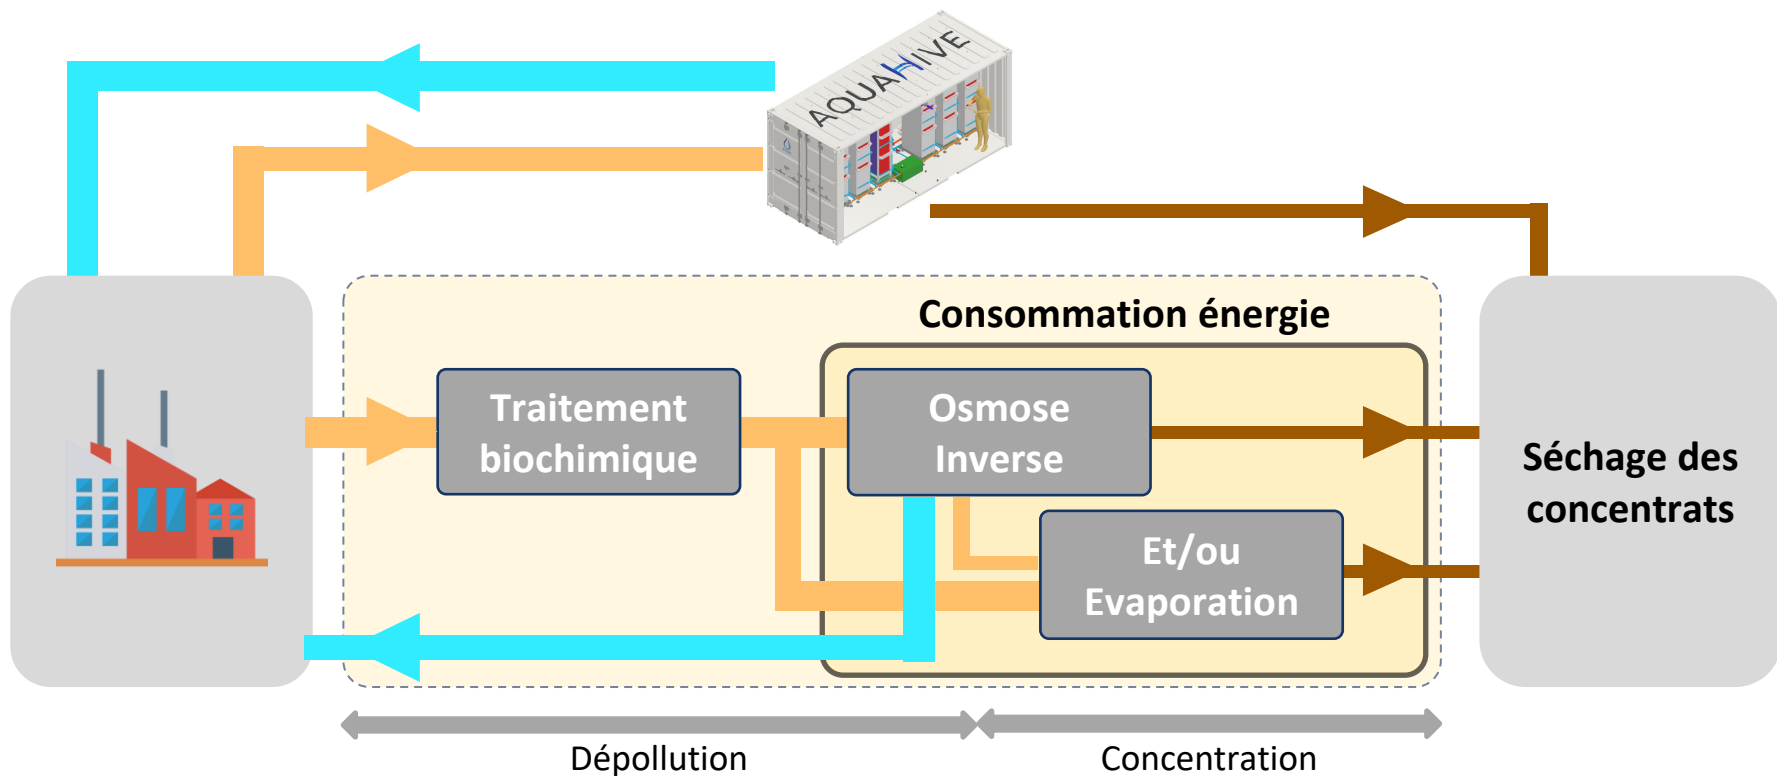 AQUAHIVE
Consommation énergie
Traitement
biochimique
Osmose
Inverse
Et/ou
Evaporation
Séchage des
concentrats
Dépollution
Concentration